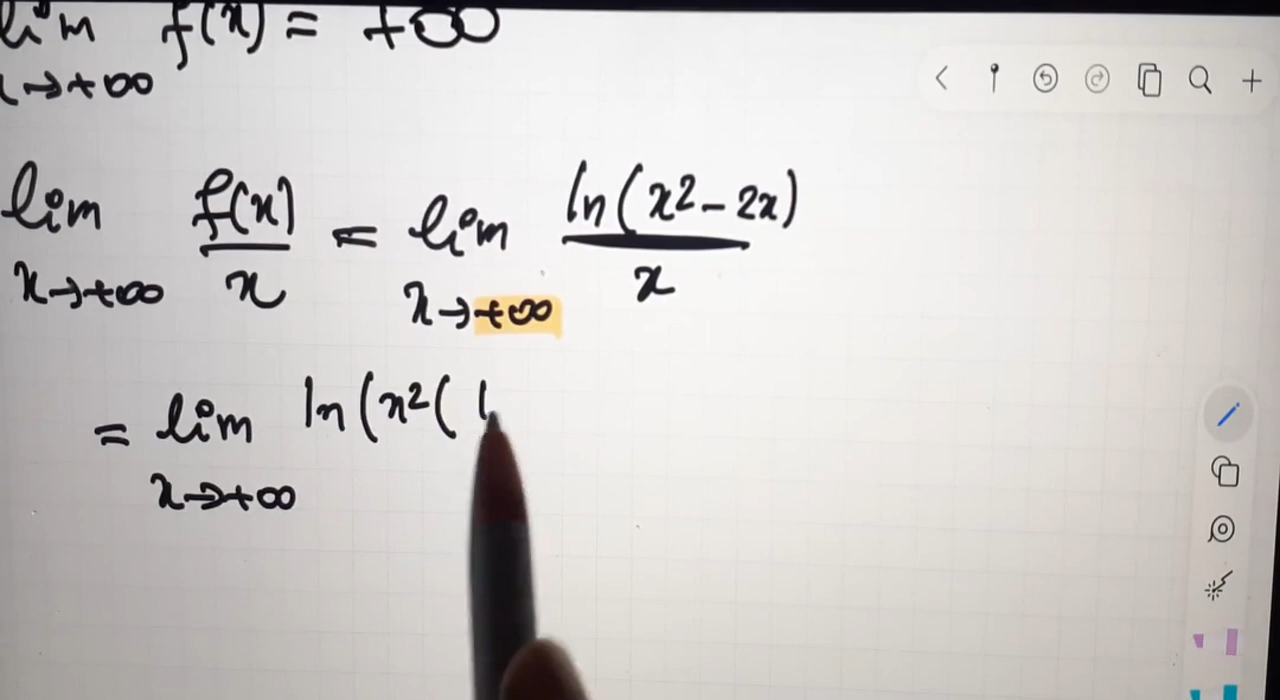 lim f(x) = +∞
x→+∞
lim f(x)/x = lim ln(x²-2x)/x
x→+∞ x→+∞
= lim ln(x²(1
x→+∞